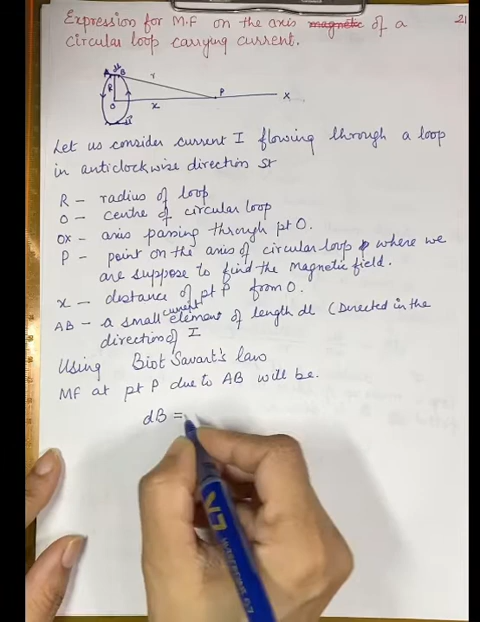 Expression for M.F on the axis magnetic of a
21
circular loop carrying current.
A dl B
r
R
P
O
x
X
Let us consider current I flowing through a loop
in anticlockwise direction st
R - radius of loop
O - centre of circular loop
OX - axis passing through pt O.
P - point on the axis of circular loop where we
are suppose to find the magnetic field.
x - distance of pt P from O.
current
AB - a small element of length dl (Directed in the
direction of I
Using Biot Savart's law
MF at pt P due to AB will be.
dB =
V7